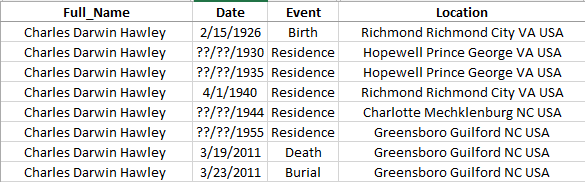 Full_Name Date Event Location
Charles Darwin Hawley 2/15/1926 Birth Richmond Richmond City VA USA
Charles Darwin Hawley ??/??/1930 Residence Hopewell Prince George VA USA
Charles Darwin Hawley ??/??/1935 Residence Hopewell Prince George VA USA
Charles Darwin Hawley 4/1/1940 Residence Richmond Richmond City VA USA
Charles Darwin Hawley ??/??/1944 Residence Charlotte Mechklenburg NC USA
Charles Darwin Hawley ??/??/1955 Residence Greensboro Guilford NC USA
Charles Darwin Hawley 3/19/2011 Death Greensboro Guilford NC USA
Charles Darwin Hawley 3/23/2011 Burial Greensboro Guilford NC USA